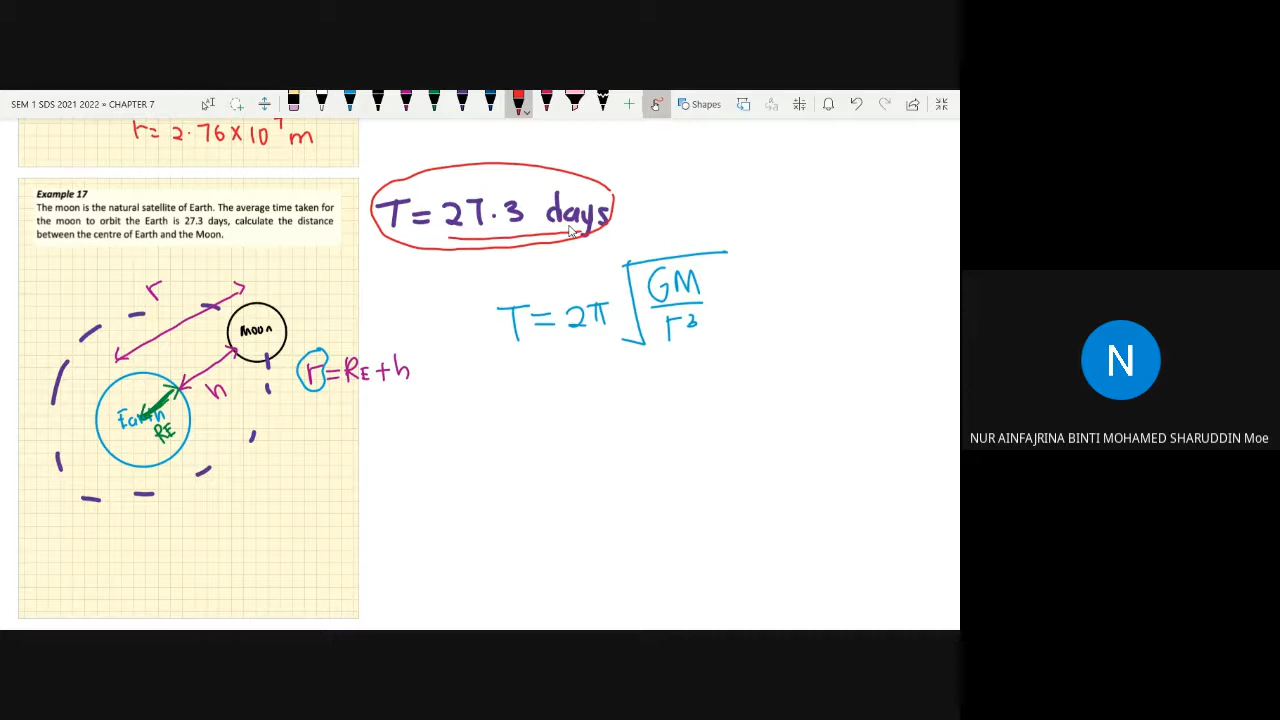 SEM 1 SDS 2021 2022 » CHAPTER 7
Shapes
r = 2.76 × 10⁷ m
Example 17
The moon is the natural satellite of Earth. The average time taken for
the moon to orbit the Earth is 27.3 days, calculate the distance
between the centre of Earth and the Moon.
T = 27.3 days
T = 2π √(GM / r³)
r
Moon
h
r = RE + h
Earth
RE
N
NUR AINFAJRINA BINTI MOHAMED SHARUDDIN Moe